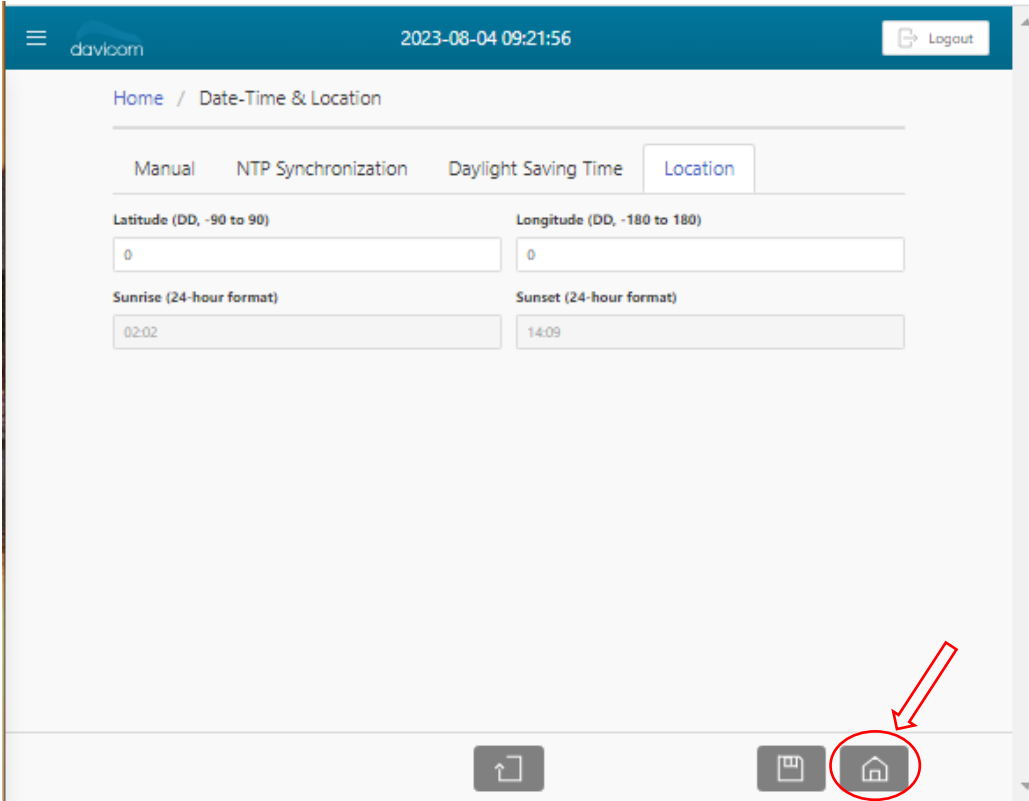 davicom 2023-08-04 09:21:56 Logout
Home / Date-Time & Location
Manual NTP Synchronization Daylight Saving Time Location
Latitude (DD, -90 to 90) Longitude (DD, -180 to 180)
0 0
Sunrise (24-hour format) Sunset (24-hour format)
02:02 14:09